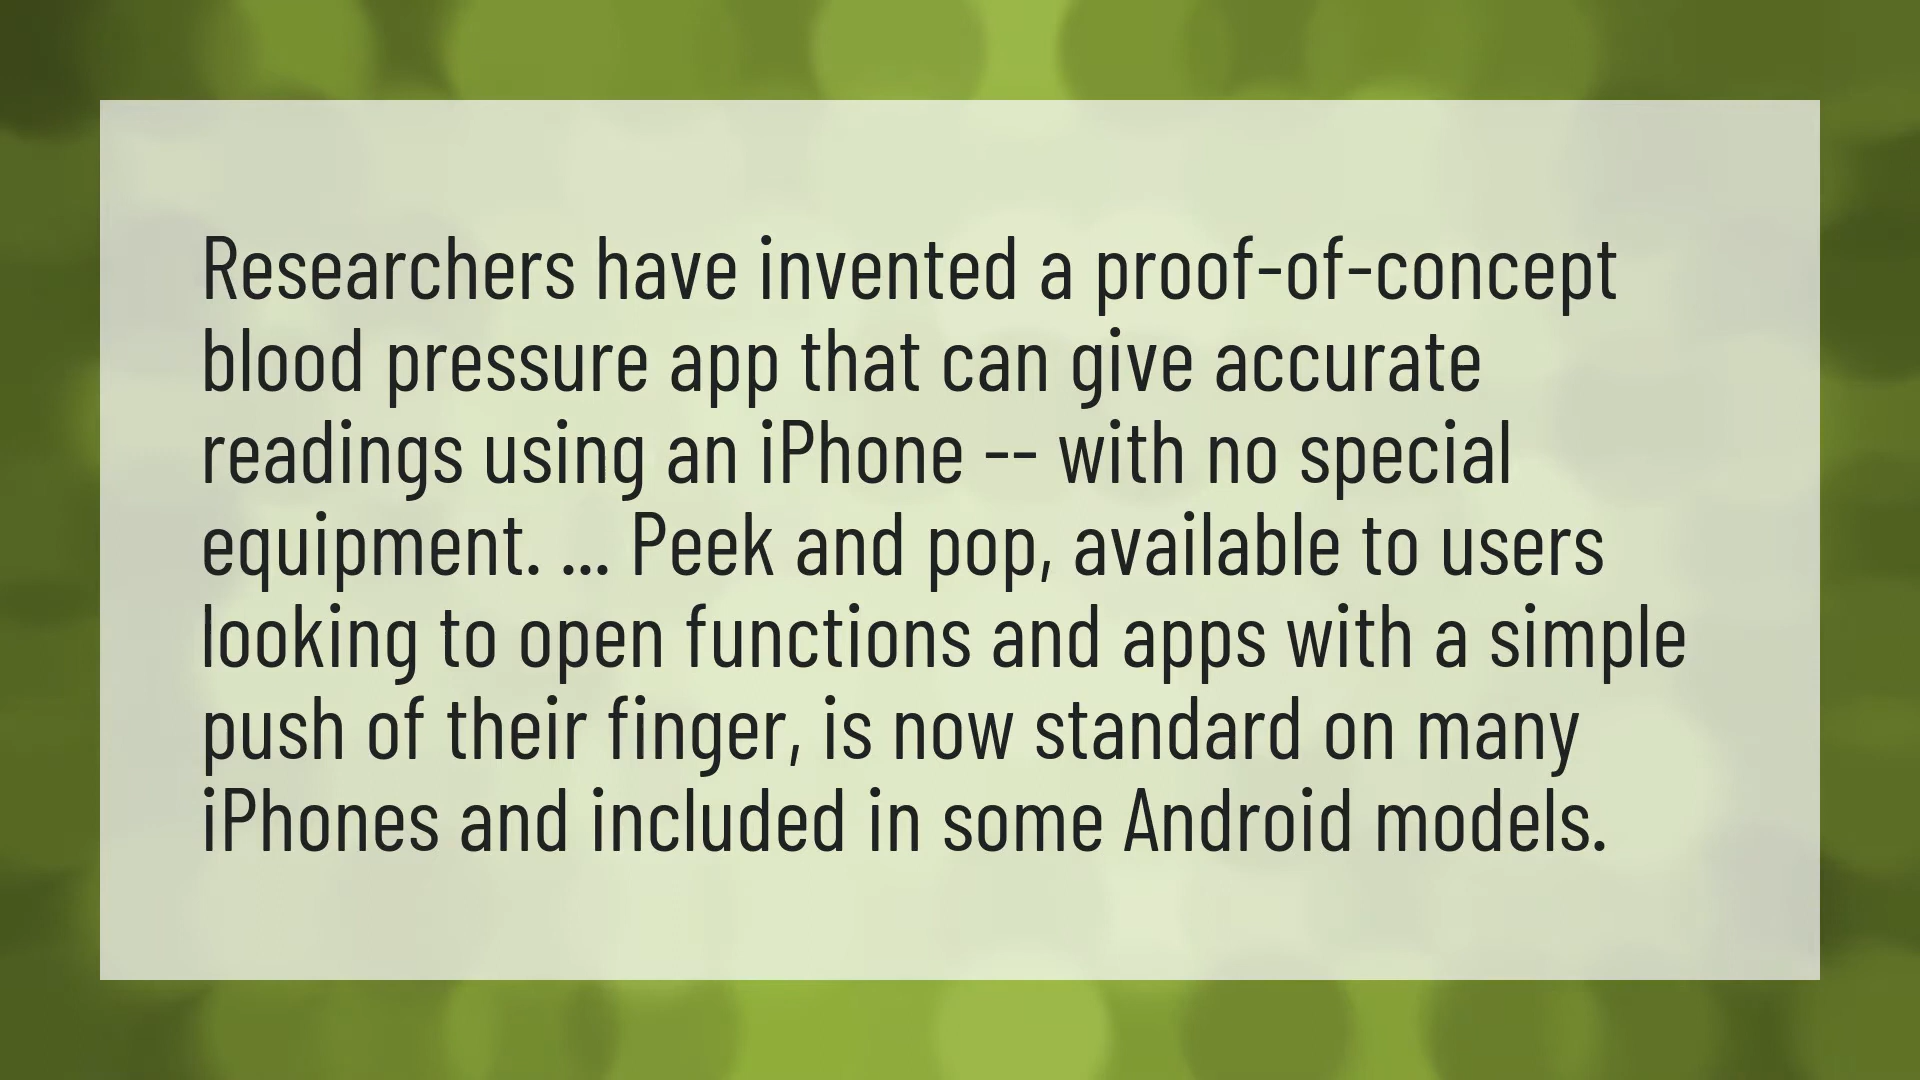 Researchers have invented a proof-of-concept
blood pressure app that can give accurate
readings using an iPhone -- with no special
equipment. ... Peek and pop, available to users
looking to open functions and apps with a simple
push of their finger, is now standard on many
iPhones and included in some Android models.